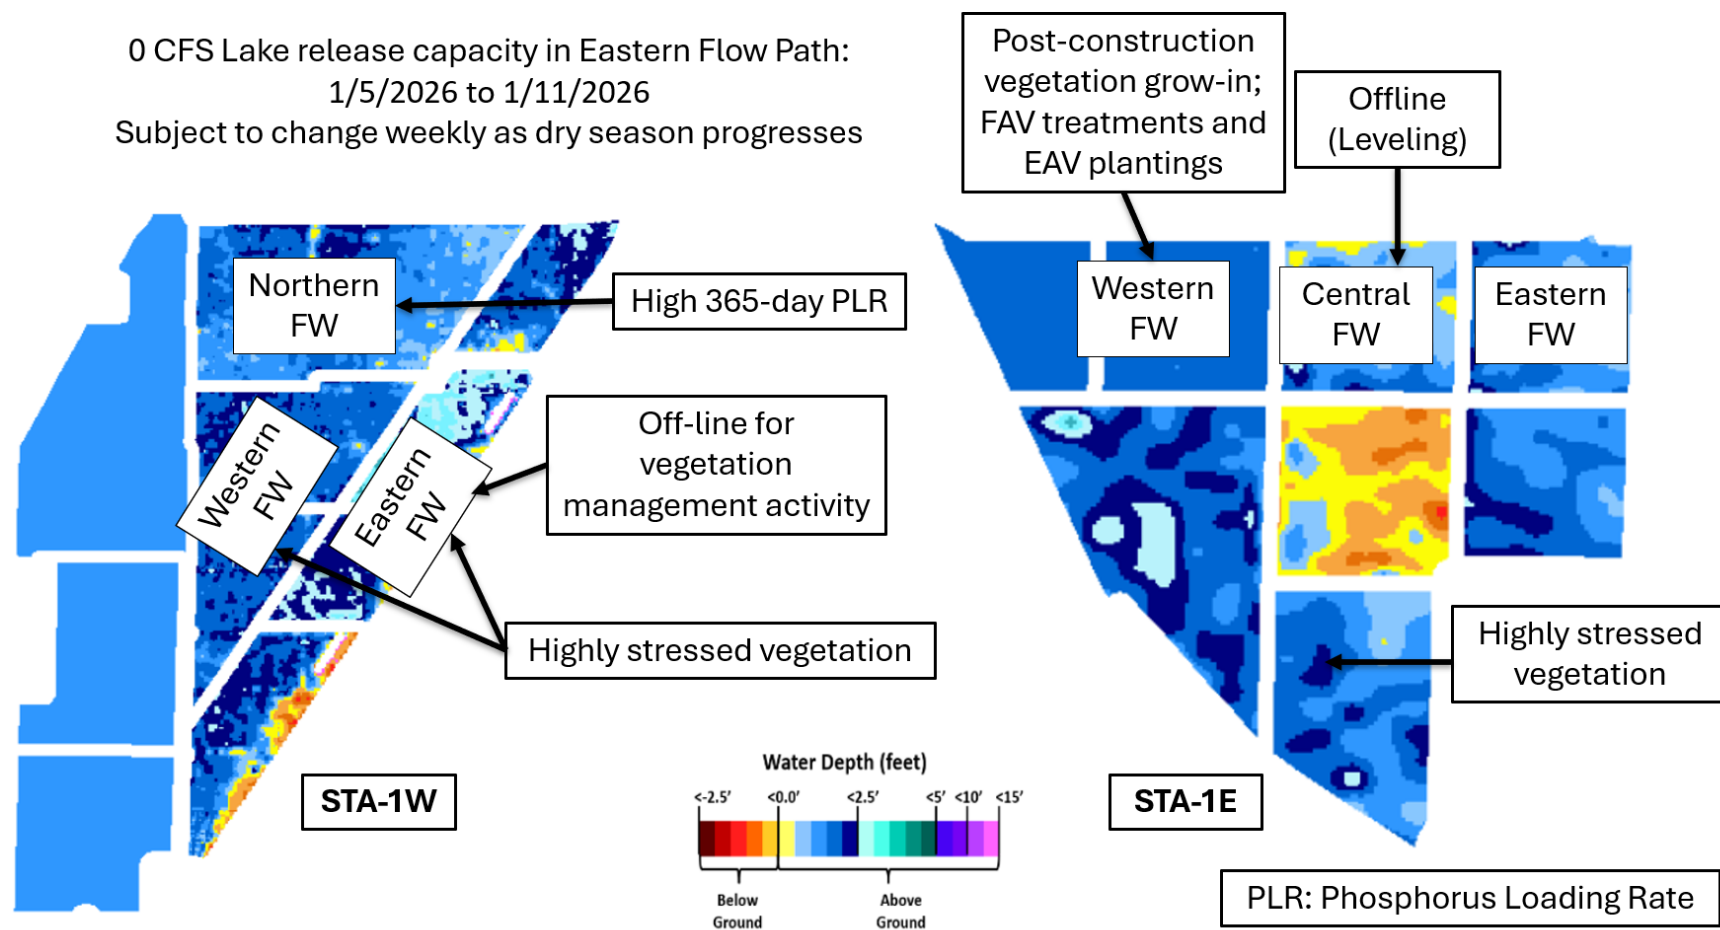 0 CFS Lake release capacity in Eastern Flow Path:
1/5/2026 to 1/11/2026
Subject to change weekly as dry season progresses
Post-construction
vegetation grow-in;
FAV treatments and
EAV plantings
Offline
(Leveling)
Northern
FW
High 365-day PLR
Western
FW
Central
FW
Eastern
FW
Western
FW
Eastern
FW
Off-line for
vegetation
management activity
Highly stressed vegetation
Highly stressed
vegetation
STA-1W
Water Depth (feet)
<-2.5’ <0.0’ <2.5’ <5’ <10’ <15’
Below
Ground
Above
Ground
STA-1E
PLR: Phosphorus Loading Rate